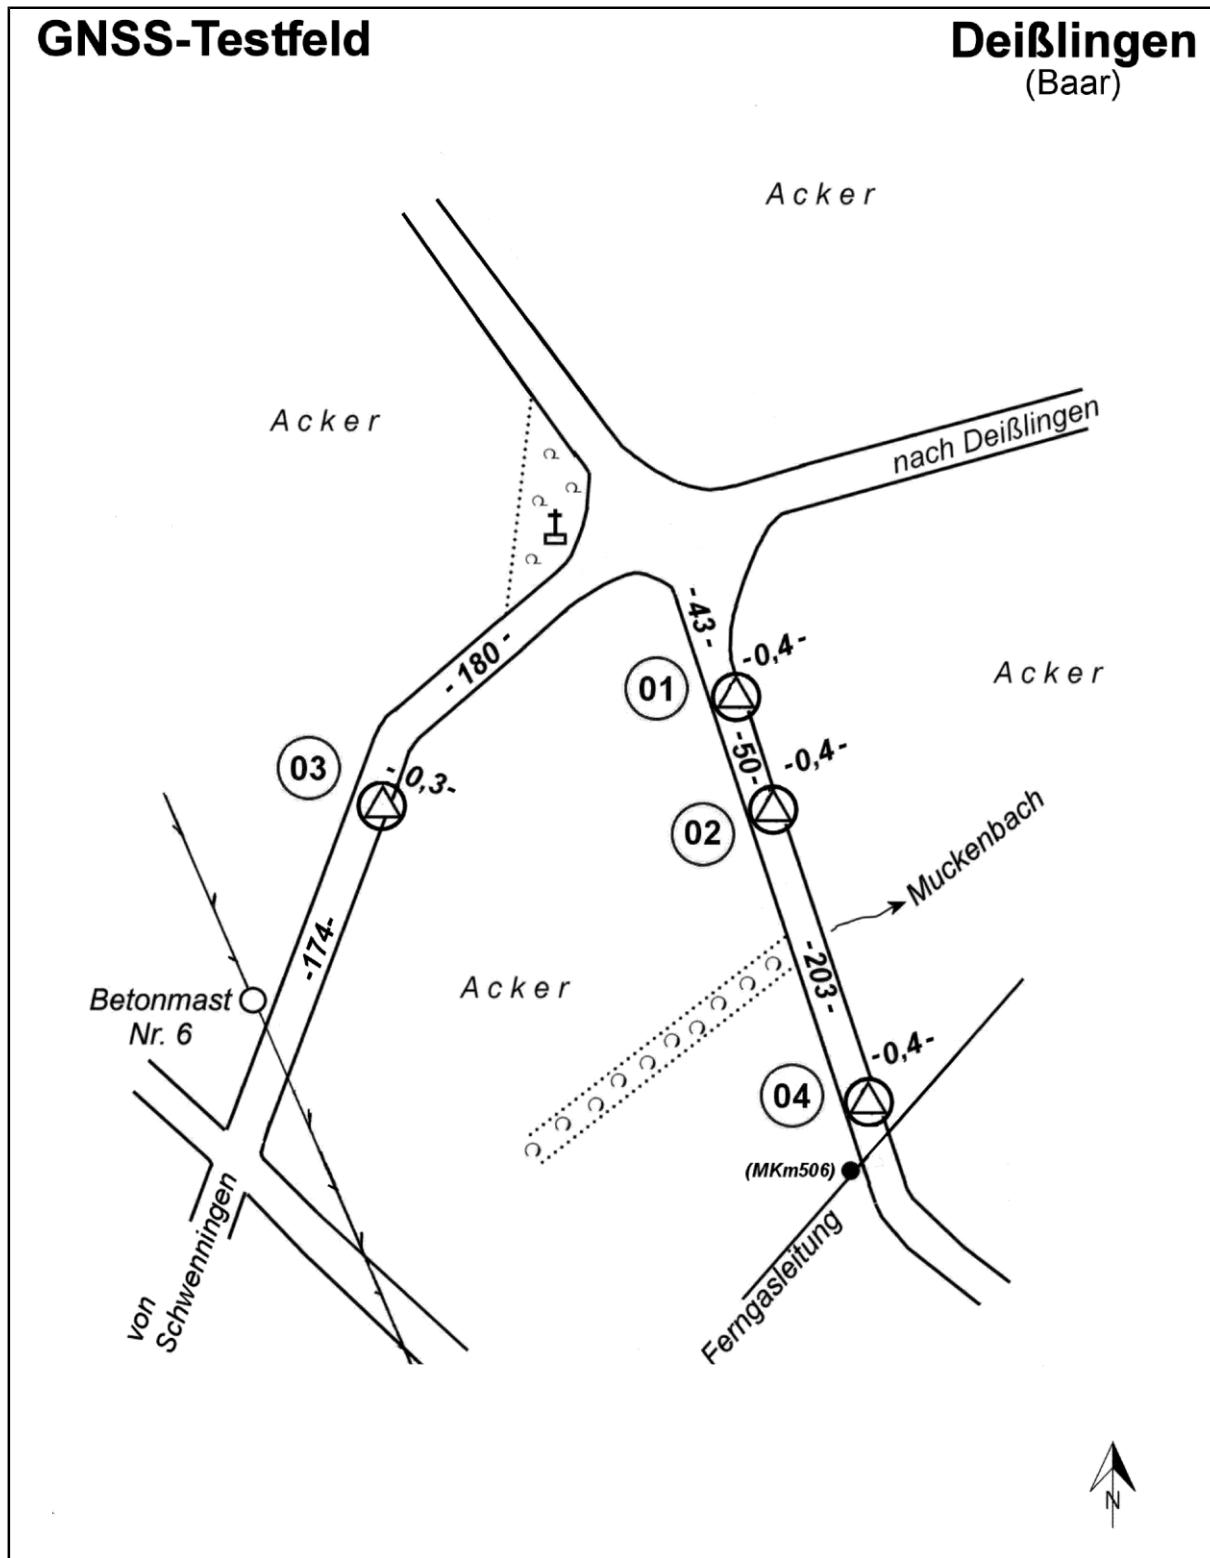 GNSS-Testfeld
Deißlingen
(Baar)
Acker
Acker
nach Deißlingen
-43-
-180-
-0,4-
01
Acker
03
-0,3-
-50-
-0,4-
02
Muckenbach
-174-
-203-
Acker
Betonmast
Nr. 6
-0,4-
04
(MKm506)
von
Schwenningen
Ferngasleitung
N